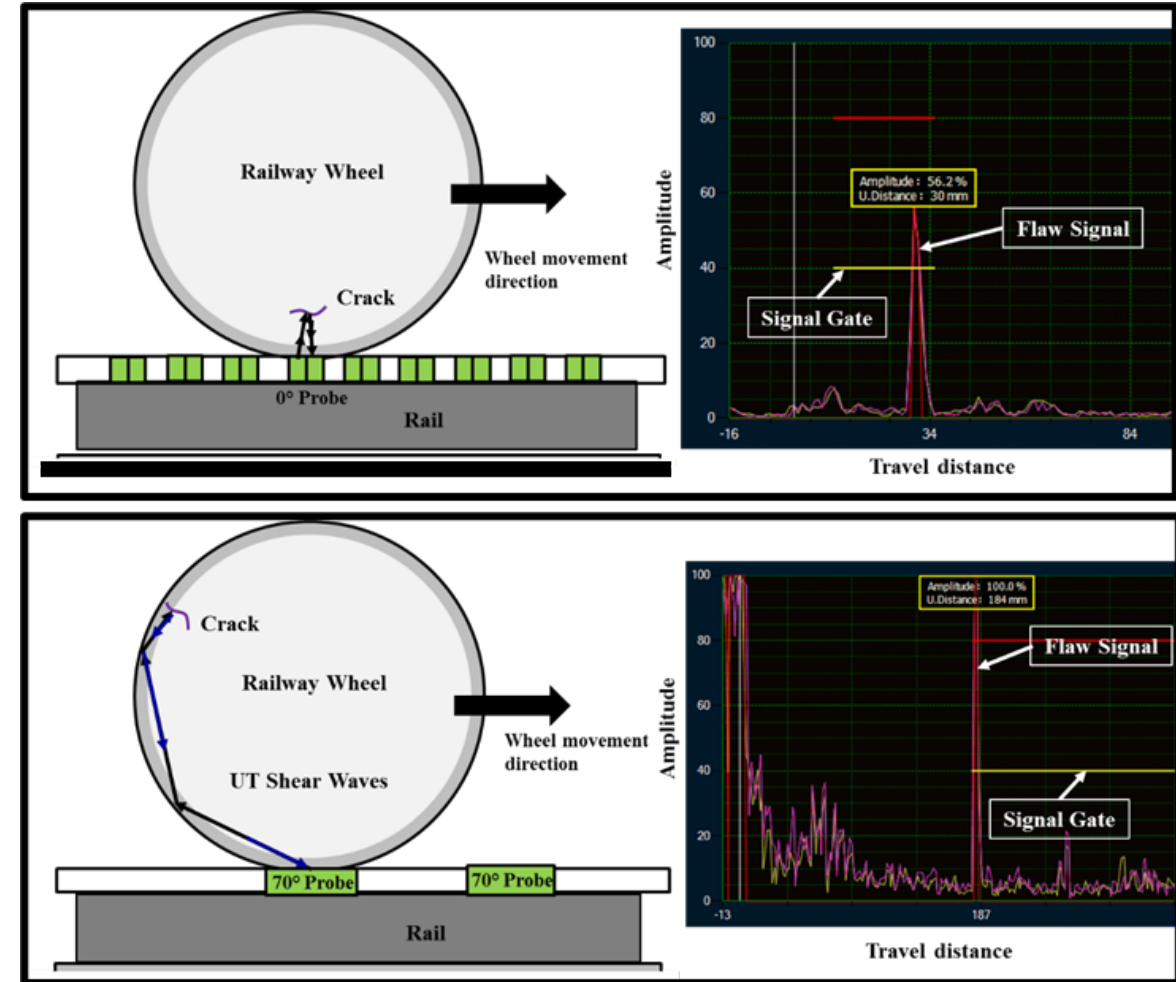 Railway Wheel
Wheel movement
direction
Crack
0° Probe
Rail
100
80
60
40
20
0
-16
34
84
Amplitude
Amplitude: 56.2 %
U.Distance: 30 mm
Flaw Signal
Signal Gate
Travel distance
Crack
Railway Wheel
Wheel movement
direction
UT Shear Waves
70° Probe
70° Probe
Rail
100
80
60
40
20
0
-13
187
Amplitude
Amplitude: 100.0 %
U.Distance: 184 mm
Flaw Signal
Signal Gate
Travel distance